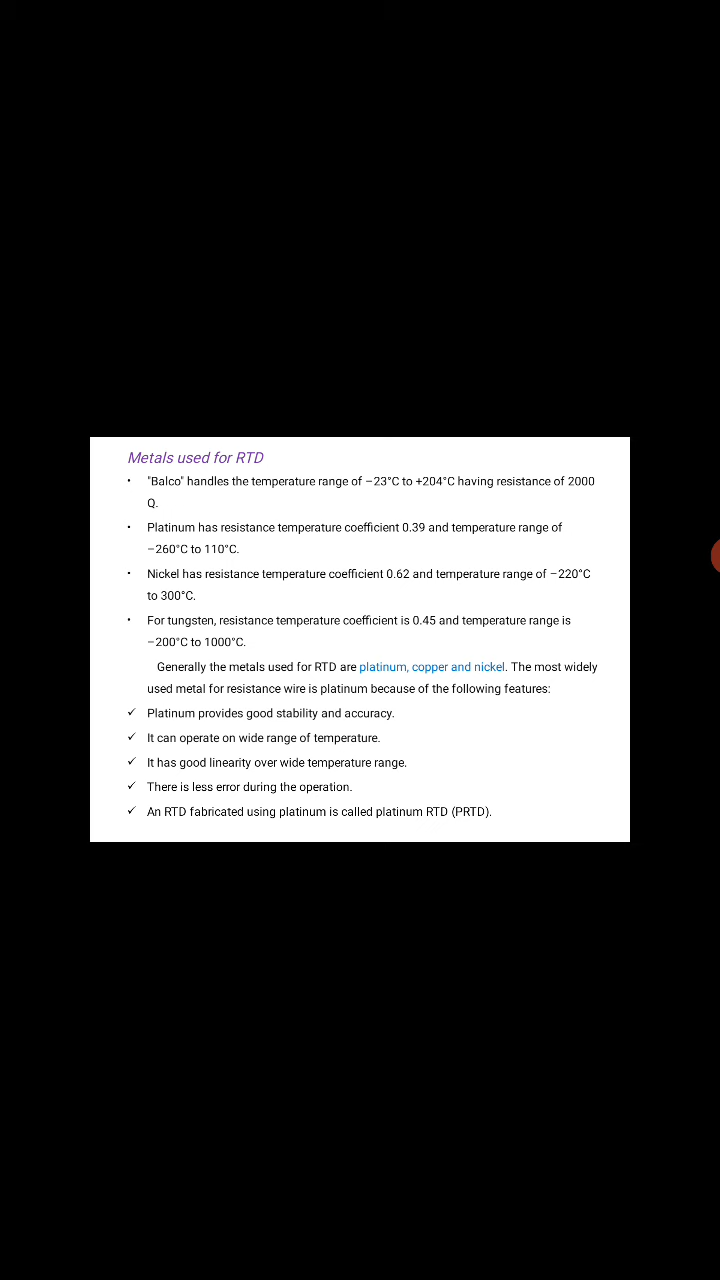 Metals used for RTD
• "Balco" handles the temperature range of −23°C to +204°C having resistance of 2000
Q.
• Platinum has resistance temperature coefficient 0.39 and temperature range of
−260°C to 110°C.
• Nickel has resistance temperature coefficient 0.62 and temperature range of −220°C
to 300°C.
• For tungsten, resistance temperature coefficient is 0.45 and temperature range is
−200°C to 1000°C.
Generally the metals used for RTD are platinum, copper and nickel. The most widely
used metal for resistance wire is platinum because of the following features:
✓ Platinum provides good stability and accuracy.
✓ It can operate on wide range of temperature.
✓ It has good linearity over wide temperature range.
✓ There is less error during the operation.
✓ An RTD fabricated using platinum is called platinum RTD (PRTD).